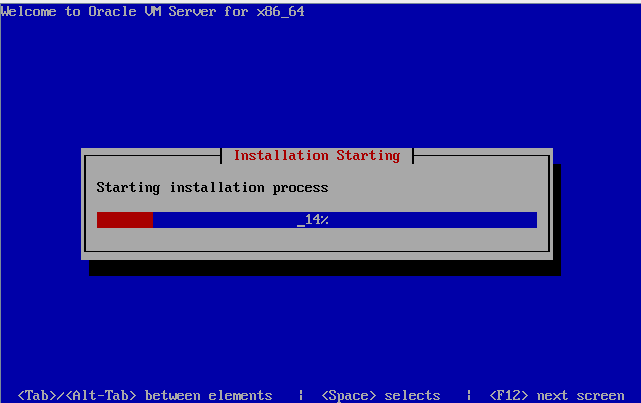 Welcome to Oracle VM Server for x86_64
Installation Starting
Starting installation process
_14%
<Tab>/<Alt-Tab> between elements | <Space> selects | <F12> next screen